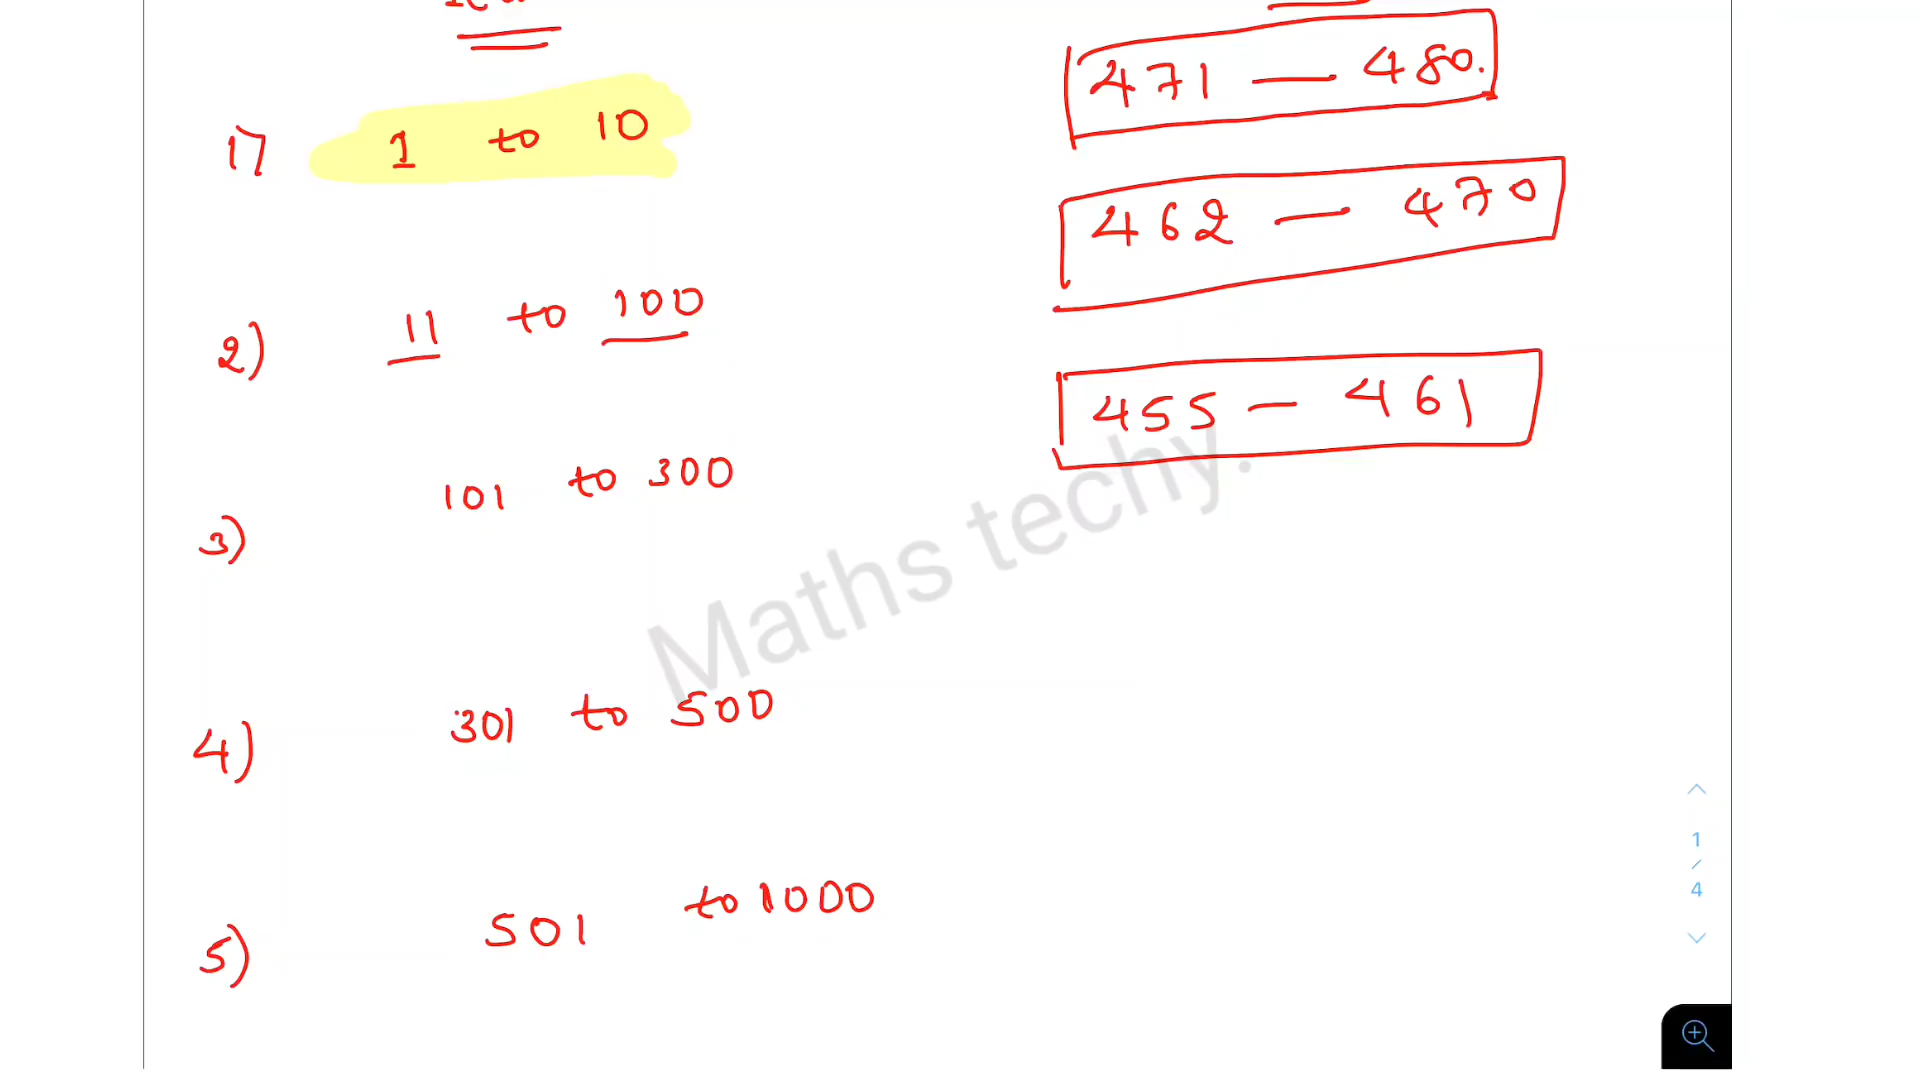 1) 1 to 10 471 — 480.
462 — 470
2) 11 to 100
455 — 461
3) 101 to 300
Maths techy.
4) 301 to 500
5) 501 to 1000
1
/
4